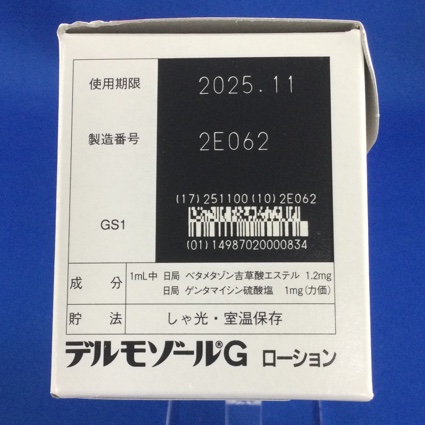 使用期限 2025.11
製造番号 2E062
(17)251100(10)2E062
GS1
(01)14987020000834
成分 1mL中 日局 ベタメタゾン吉草酸エステル 1.2mg
日局 ゲンタマイシン硫酸塩 1mg(力価)
貯法 しゃ光・室温保存
デルモゾール®G ローション